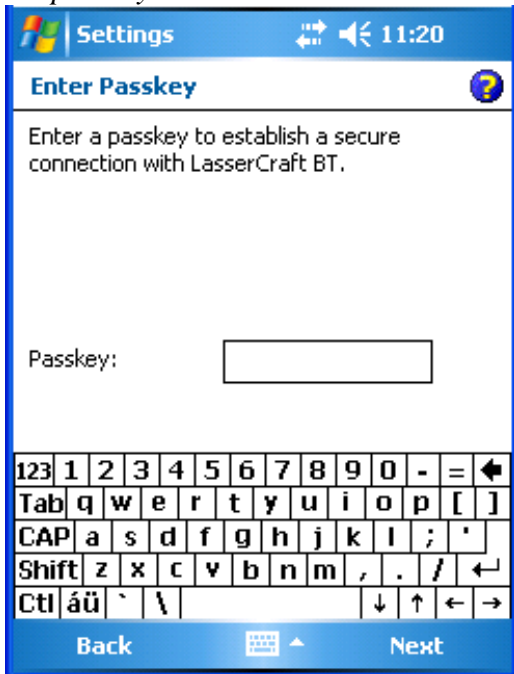 Settings 11:20
Enter Passkey ?
Enter a passkey to establish a secure
connection with LasserCraft BT.
Passkey:
123 1 2 3 4 5 6 7 8 9 0 - =
Tab q w e r t y u i o p [ ]
CAP a s d f g h j k l ; '
Shift z x c v b n m , . /
Ctl áü ` \
Back Next